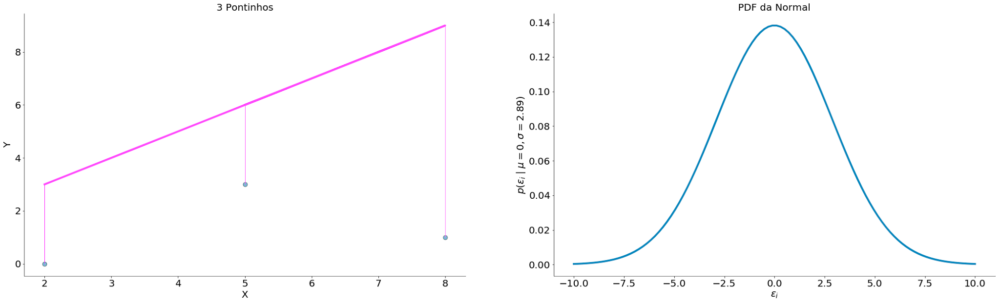 3 Pontinhos
Y
8
6
4
2
0
2 3 4 5 6 7 8
X
PDF da Normal
p(ε_i | μ = 0, σ = 2.89)
0.14
0.12
0.10
0.08
0.06
0.04
0.02
0.00
−10.0 −7.5 −5.0 −2.5 0.0 2.5 5.0 7.5 10.0
ε_i